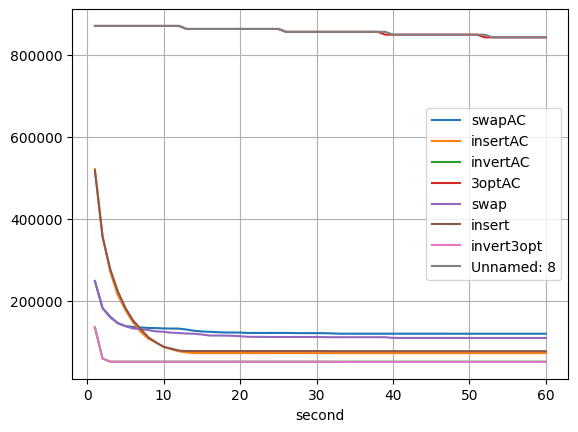 800000
600000
400000
200000
0
10
20
30
40
50
60
second
swapAC
insertAC
invertAC
3optAC
swap
insert
invert3opt
Unnamed: 8